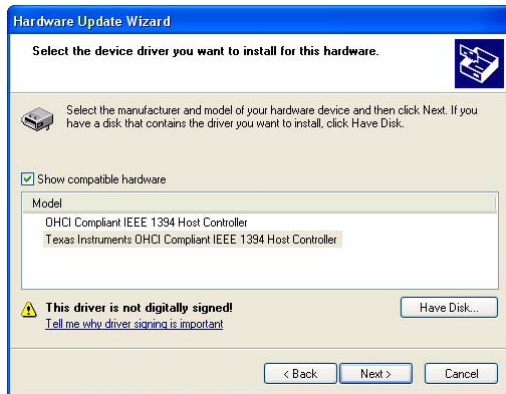 Hardware Update Wizard
Select the device driver you want to install for this hardware.
Select the manufacturer and model of your hardware device and then click Next. If you
have a disk that contains the driver you want to install, click Have Disk.
Show compatible hardware
Model
OHCI Compliant IEEE 1394 Host Controller
Texas Instruments OHCI Compliant IEEE 1394 Host Controller
This driver is not digitally signed!
Have Disk...
Tell me why driver signing is important
< Back
Next >
Cancel